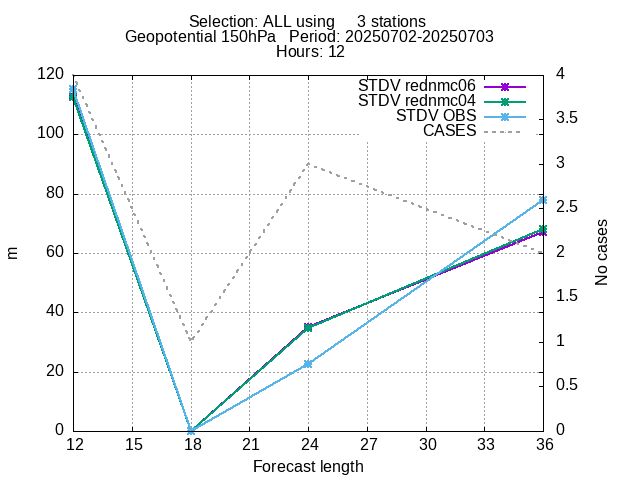 Selection: ALL using     3 stations
Geopotential 150hPa   Period: 20250702-20250703
Hours: 12
STDV rednmc06
STDV rednmc04
STDV OBS
CASES
120
100
80
60
40
20
0
m
4
3.5
3
2.5
2
1.5
1
0.5
0
No cases
12 15 18 21 24 27 30 33 36
Forecast length